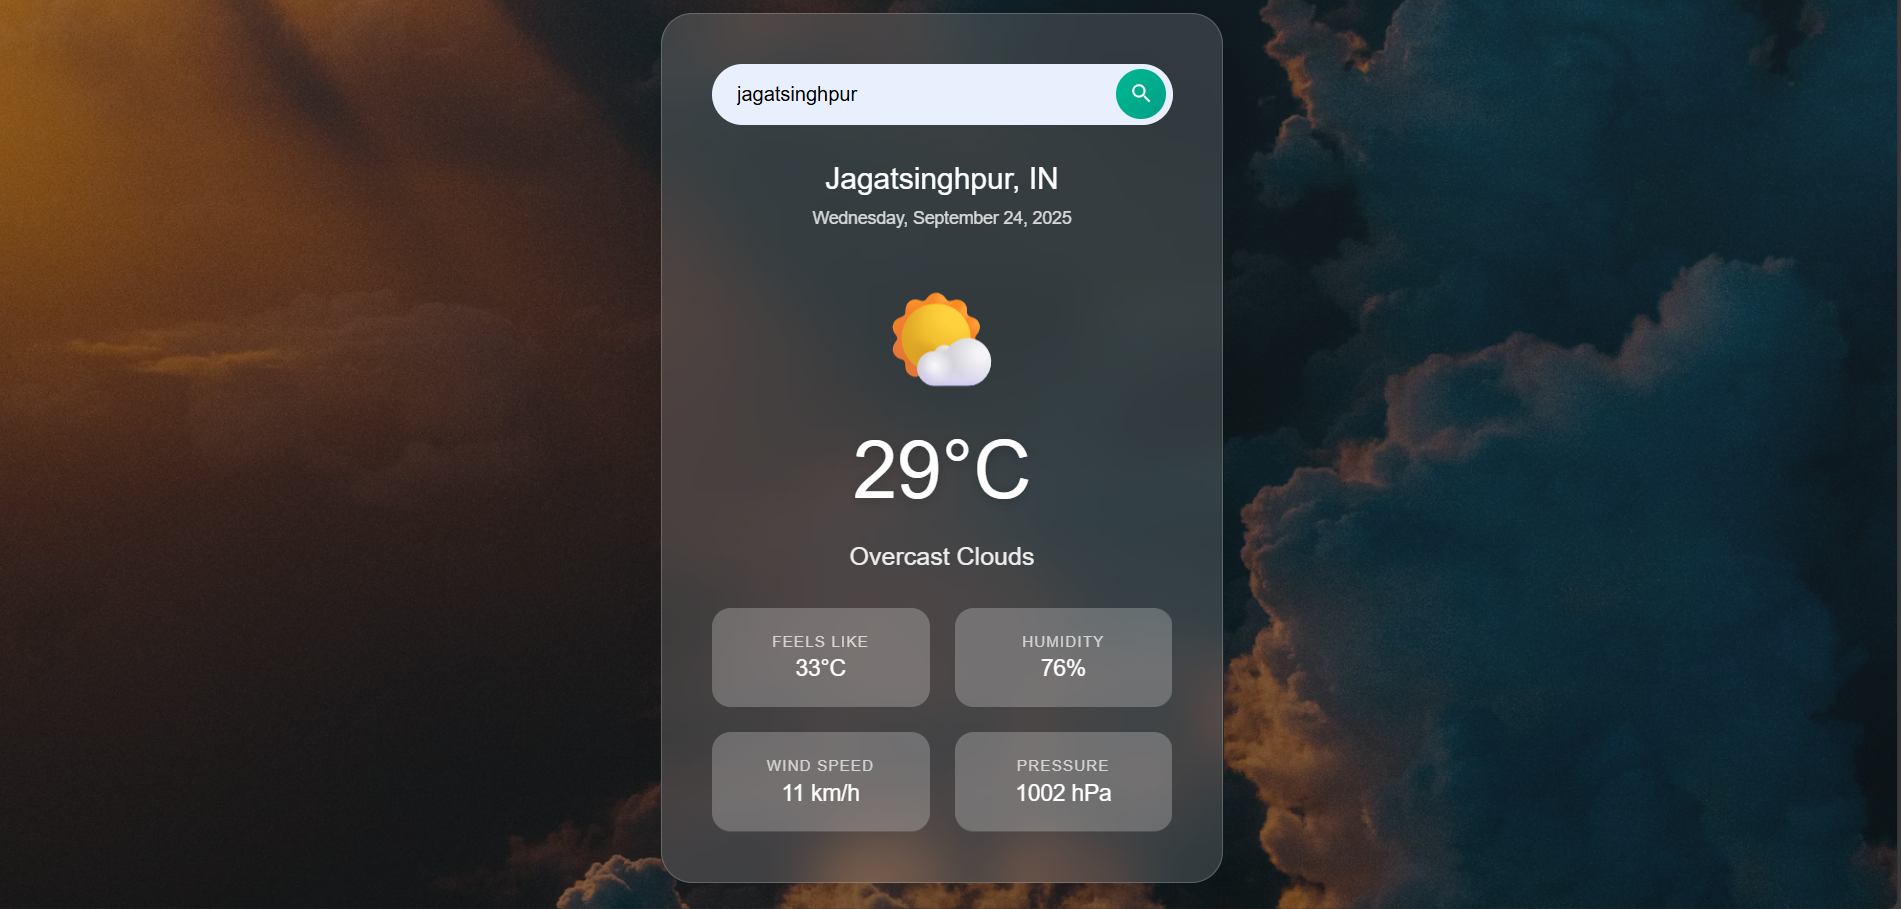 jagatsinghpur
Jagatsinghpur, IN
Wednesday, September 24, 2025
29°C
Overcast Clouds
FEELS LIKE
33°C
HUMIDITY
76%
WIND SPEED
11 km/h
PRESSURE
1002 hPa